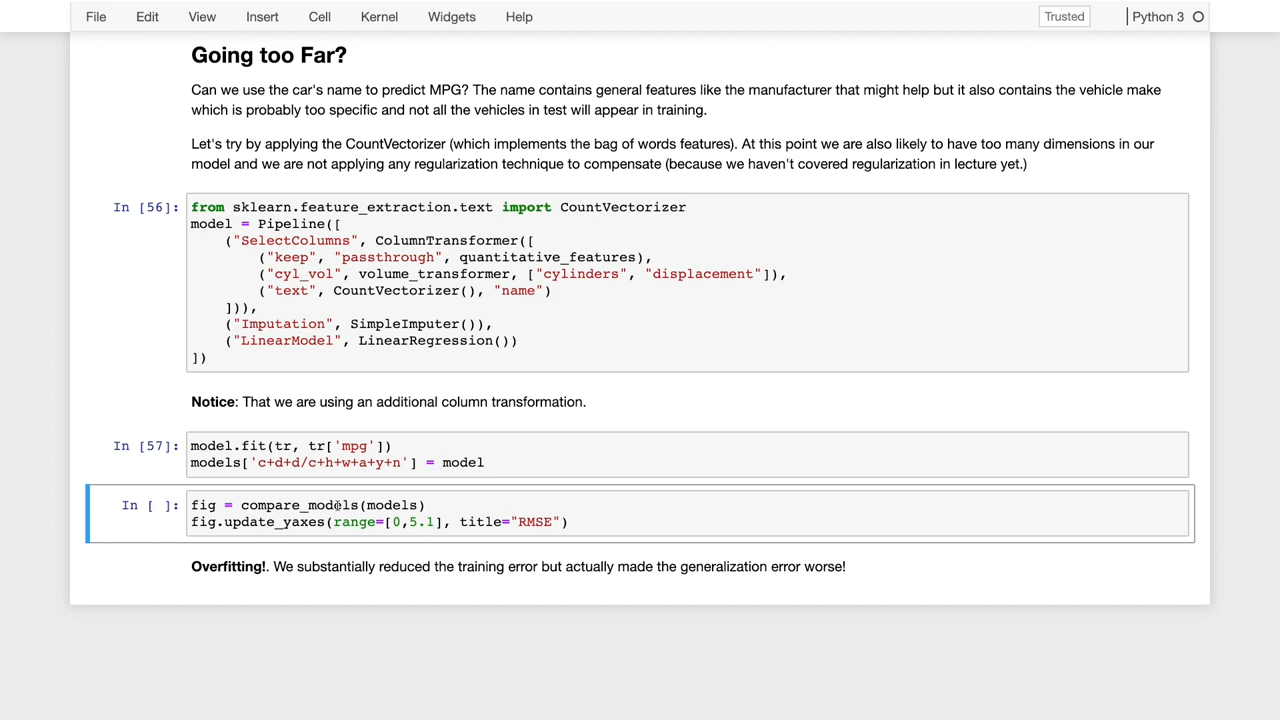 File Edit View Insert Cell Kernel Widgets Help Trusted Python 3
Going too Far?
Can we use the car's name to predict MPG? The name contains general features like the manufacturer that might help but it also contains the vehicle make
which is probably too specific and not all the vehicles in test will appear in training.
Let's try by applying the CountVectorizer (which implements the bag of words features). At this point we are also likely to have too many dimensions in our
model and we are not applying any regularization technique to compensate (because we haven't covered regularization in lecture yet.)
In [56]: from sklearn.feature_extraction.text import CountVectorizer
model = Pipeline([
    ("SelectColumns", ColumnTransformer([
        ("keep", "passthrough", quantitative_features),
        ("cyl_vol", volume_transformer, ["cylinders", "displacement"]),
        ("text", CountVectorizer(), "name")
    ])),
    ("Imputation", SimpleImputer()),
    ("LinearModel", LinearRegression())
])
Notice: That we are using an additional column transformation.
In [57]: model.fit(tr, tr['mpg'])
models['c+d+d/c+h+w+a+y+n'] = model
In [ ]: fig = compare_models(models)
fig.update_yaxes(range=[0,5.1], title="RMSE")
Overfitting!. We substantially reduced the training error but actually made the generalization error worse!